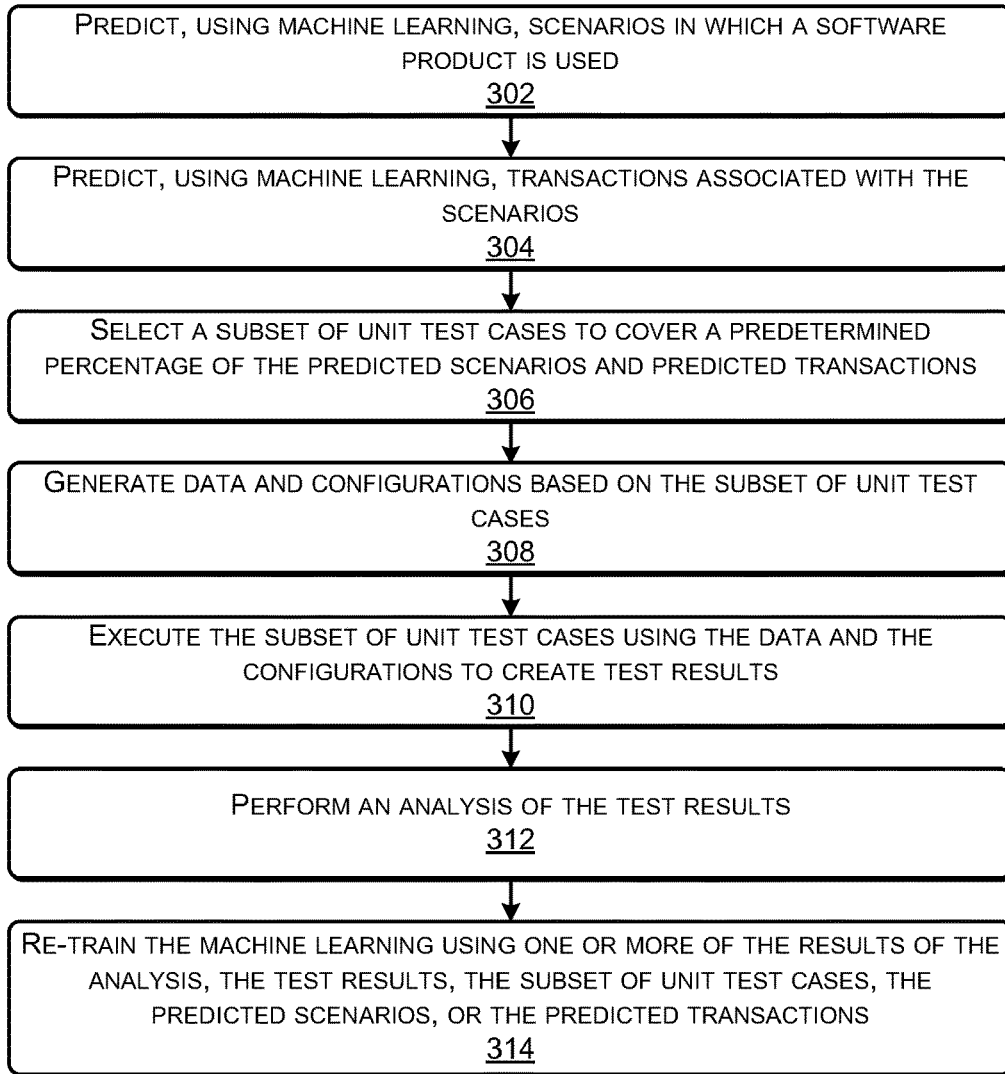 PREDICT, USING MACHINE LEARNING, SCENARIOS IN WHICH A SOFTWARE
PRODUCT IS USED
302
PREDICT, USING MACHINE LEARNING, TRANSACTIONS ASSOCIATED WITH THE
SCENARIOS
304
SELECT A SUBSET OF UNIT TEST CASES TO COVER A PREDETERMINED
PERCENTAGE OF THE PREDICTED SCENARIOS AND PREDICTED TRANSACTIONS
306
GENERATE DATA AND CONFIGURATIONS BASED ON THE SUBSET OF UNIT TEST
CASES
308
EXECUTE THE SUBSET OF UNIT TEST CASES USING THE DATA AND THE
CONFIGURATIONS TO CREATE TEST RESULTS
310
PERFORM AN ANALYSIS OF THE TEST RESULTS
312
RE-TRAIN THE MACHINE LEARNING USING ONE OR MORE OF THE RESULTS OF THE
ANALYSIS, THE TEST RESULTS, THE SUBSET OF UNIT TEST CASES, THE
PREDICTED SCENARIOS, OR THE PREDICTED TRANSACTIONS
314